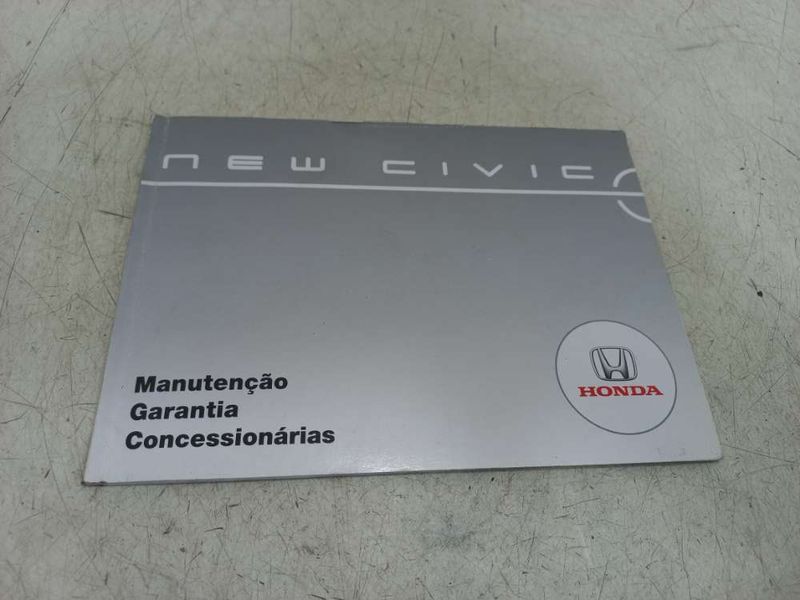 new civic
Manutenção
Garantia
Concessionárias
HONDA